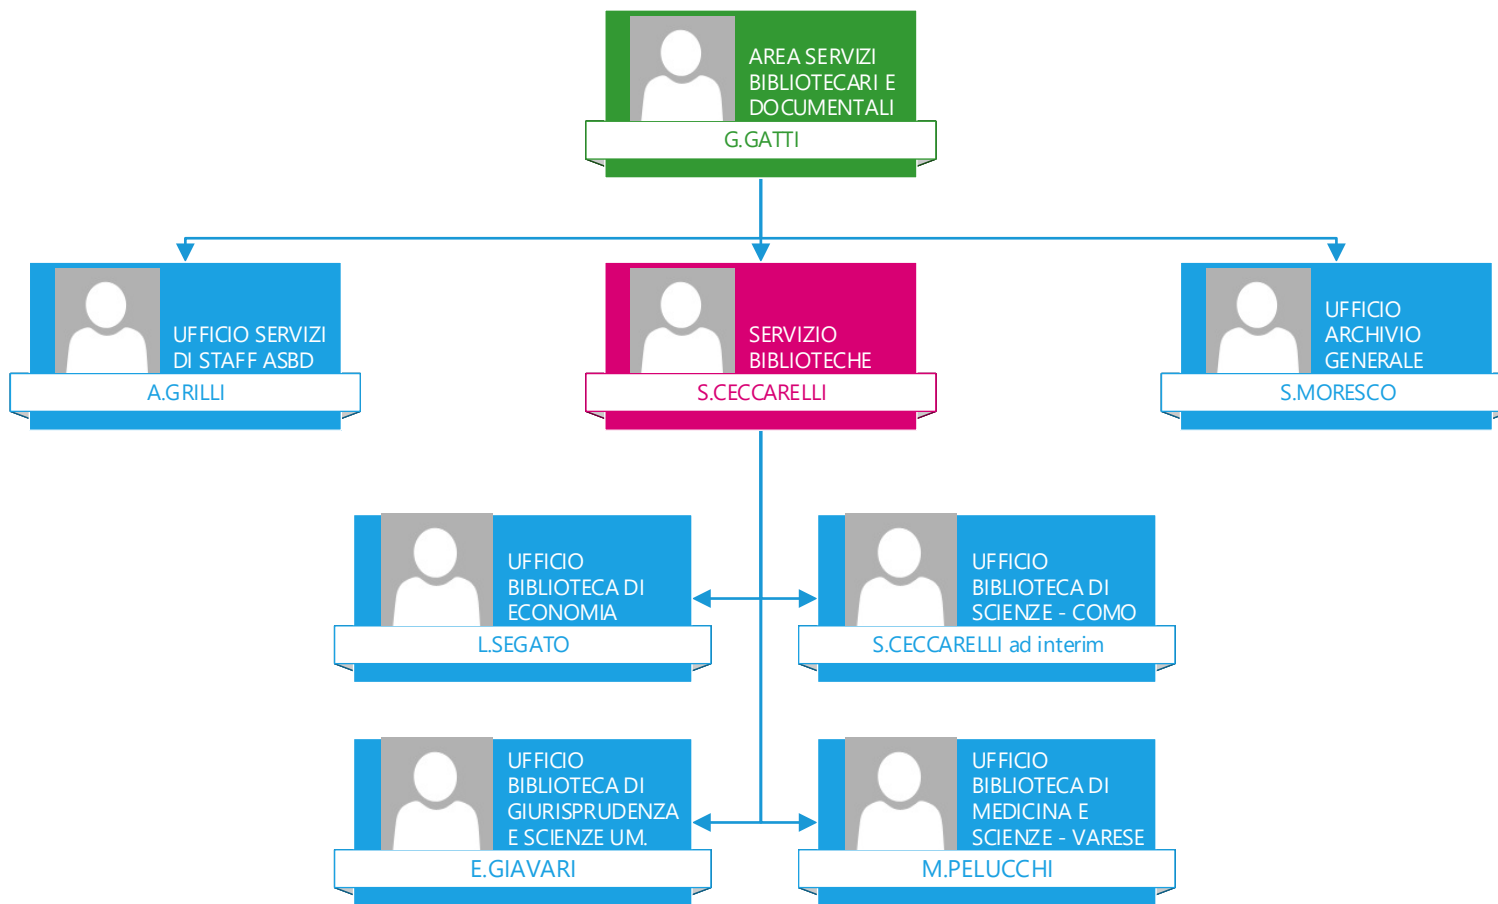 AREA SERVIZI
BIBLIOTECARI E
DOCUMENTALI
G.GATTI
UFFICIO SERVIZI
DI STAFF ASBD
A.GRILLI
SERVIZIO
BIBLIOTECHE
S.CECCARELLI
UFFICIO
ARCHIVIO
GENERALE
S.MORESCO
UFFICIO
BIBLIOTECA DI
ECONOMIA
L.SEGATO
UFFICIO
BIBLIOTECA DI
SCIENZE - COMO
S.CECCARELLI ad interim
UFFICIO
BIBLIOTECA DI
GIURISPRUDENZA
E SCIENZE UM.
E.GIAVARI
UFFICIO
BIBLIOTECA DI
MEDICINA E
SCIENZE - VARESE
M.PELUCCHI